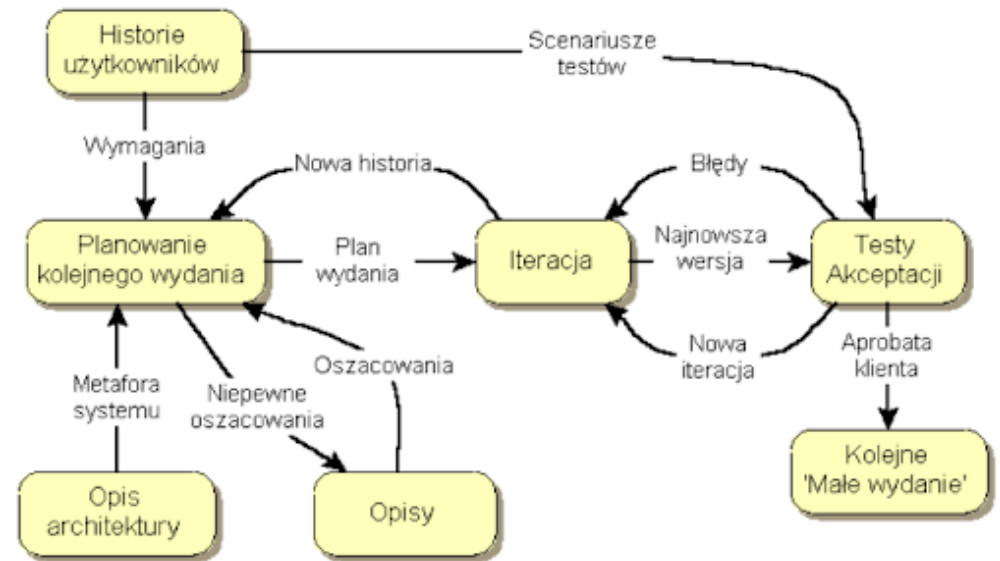 Historie
użytkowników
Scenariusze
testów
Wymagania
Nowa historia
Błędy
Planowanie
kolejnego wydania
Plan
wydania
Iteracja
Najnowsza
wersja
Testy
Akceptacji
Metafora
systemu
Niepewne
oszacowania
Oszacowania
Nowa
iteracja
Aprobata
klienta
Opis
architektury
Opisy
Kolejne
'Małe wydanie'